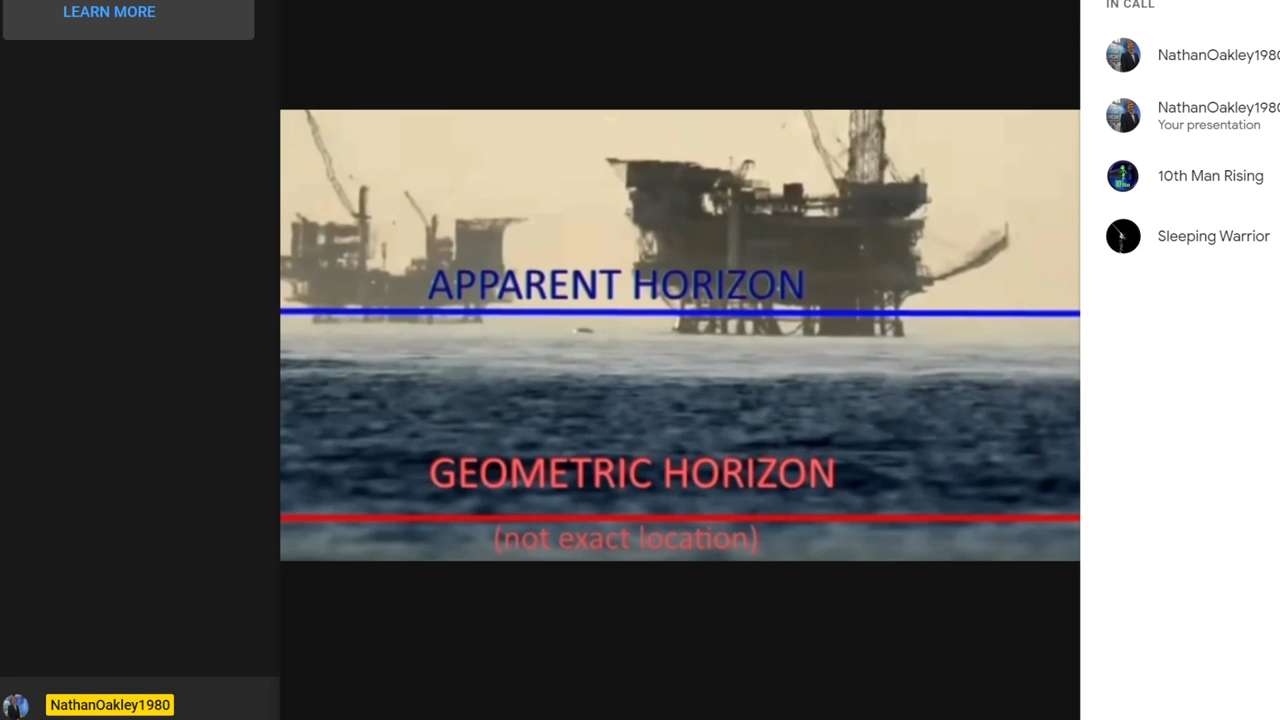 LEARN MORE
IN CALL
NathanOakley1980
NathanOakley1980
Your presentation
10th Man Rising
Sleeping Warrior
APPARENT HORIZON
GEOMETRIC HORIZON
(not exact location)
NathanOakley1980